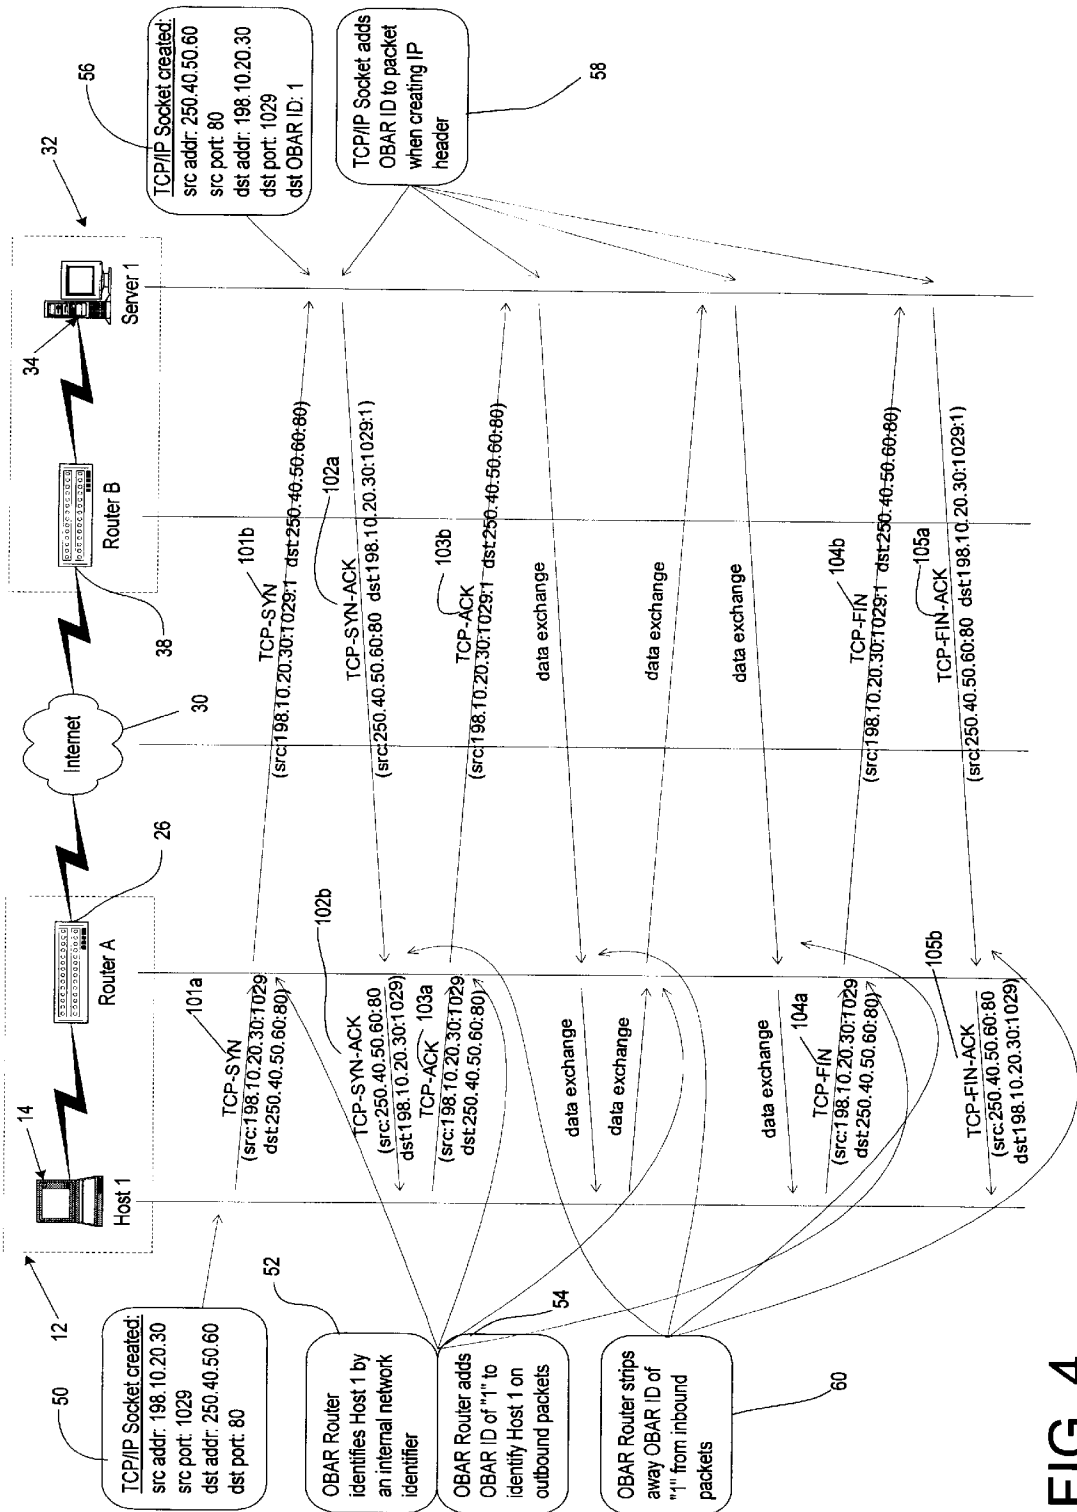 12
14
Host 1
Router A
26
Internet
30
38
Router B
34
Server 1
32
50
TCP/IP Socket created:
src addr: 198.10.20.30
src port: 1029
dst addr: 250.40.50.60
dst port: 80
52
OBAR Router
identifies Host 1 by
an internal network
identifier
54
OBAR Router adds
OBAR ID of "1" to
identify Host 1 on
outbound packets
60
OBAR Router strips
away OBAR ID of
"1" from inbound
packets
56
TCP/IP Socket created:
src addr: 250.40.50.60
src port: 80
dst addr: 198.10.20.30
dst port: 1029
dst OBAR ID: 1
58
TCP/IP Socket adds
OBAR ID to packet
when creating IP
header
101a
TCP-SYN
(src:198.10.20.30:1029
dst:250.40.50.60:80)
101b
TCP-SYN
(src:198.10.20.30:1029:1 dst:250.40.50.60:80)
102a
TCP-SYN-ACK
(src:250.40.50.60:80 dst198.10.20.30:1029:1)
102b
TCP-SYN-ACK
(src:250.40.50.60:80
dst198.10.20.30:1029)
103a
TCP-ACK
(src:198.10.20.30:1029
dst:250.40.50.60:80)
103b
TCP-ACK
(src:198.10.20.30:1029:1 dst:250.40.50.60:80)
data exchange
data exchange
data exchange
data exchange
data exchange
data exchange
104a
TCP-FIN
(src:198.10.20.30:1029
dst:250.40.50.60:80)
104b
TCP-FIN
(src:198.10.20.30:1029:1 dst:250.40.50.60:80)
105a
TCP-FIN-ACK
(src:250.40.50.60:80 dst198.10.20.30:1029:1)
105b
TCP-FIN-ACK
(src:250.40.50.60:80
dst198.10.20.30:1029)
FIG. 4